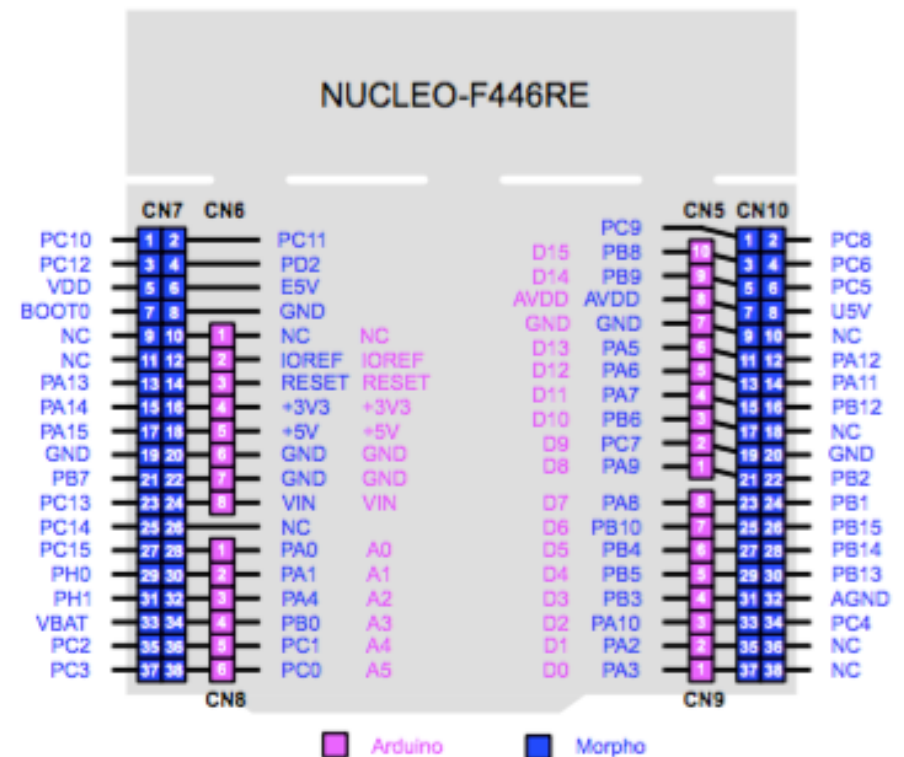 NUCLEO-F446RE
CN7 CN6 CN5 CN10
PC9
PC10 1 2 PC11 1 2 PC8
D15 PB8 10
PC12 3 4 PD2 3 4 PC6
D14 PB9 9
VDD 5 6 E5V 5 6 PC5
AVDD AVDD 8
BOOT0 7 8 GND 7 8 U5V
GND GND 7
NC 9 10 1 NC NC 9 10 NC
D13 PA5 6
NC 11 12 2 IOREF IOREF 11 12 PA12
D12 PA6 5
PA13 13 14 3 RESET RESET 13 14 PA11
D11 PA7 4
PA14 15 16 4 +3V3 +3V3 15 16 PB12
D10 PB6 3
PA15 17 18 5 +5V +5V 17 18 NC
D9 PC7 2
GND 19 20 6 GND GND 19 20 GND
D8 PA9 1
PB7 21 22 7 GND GND 21 22 PB2
PC13 23 24 8 VIN VIN D7 PA8 8 23 24 PB1
PC14 25 26 NC D6 PB10 7 25 26 PB15
PC15 27 28 1 PA0 A0 D5 PB4 6 27 28 PB14
PH0 29 30 2 PA1 A1 D4 PB5 5 29 30 PB13
PH1 31 32 3 PA4 A2 D3 PB3 4 31 32 AGND
VBAT 33 34 4 PB0 A3 D2 PA10 3 33 34 PC4
PC2 35 36 5 PC1 A4 D1 PA2 2 35 36 NC
PC3 37 38 6 PC0 A5 D0 PA3 1 37 38 NC
CN8 CN9
Arduino Morpho